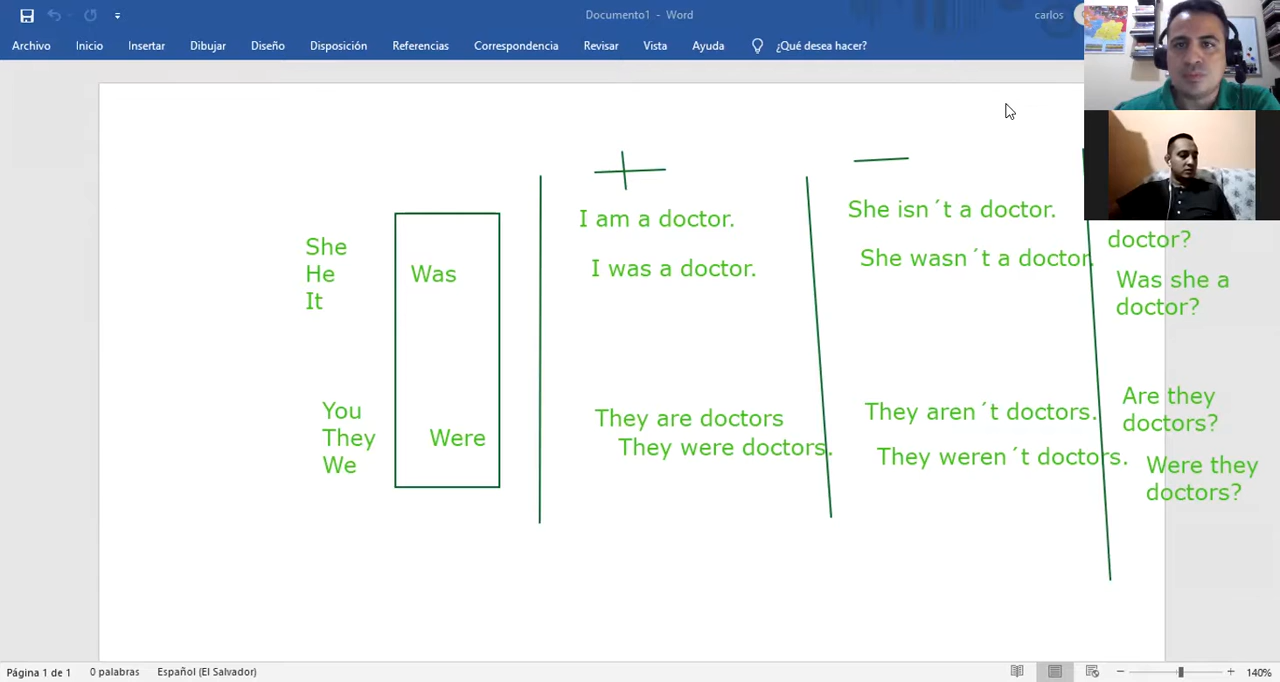 Documento1 - Word
carlos
Archivo
Inicio
Insertar
Dibujar
Diseño
Disposición
Referencias
Correspondencia
Revisar
Vista
Ayuda
¿Qué desea hacer?
She
He
It
Was
You
They
We
Were
+
I am a doctor.
I was a doctor.
They are doctors
They were doctors.
—
She isn´t a doctor.
She wasn´t a doctor.
They aren´t doctors.
They weren´t doctors.
doctor?
Was she a
doctor?
Are they
doctors?
Were they
doctors?
Página 1 de 1
0 palabras
Español (El Salvador)
140%